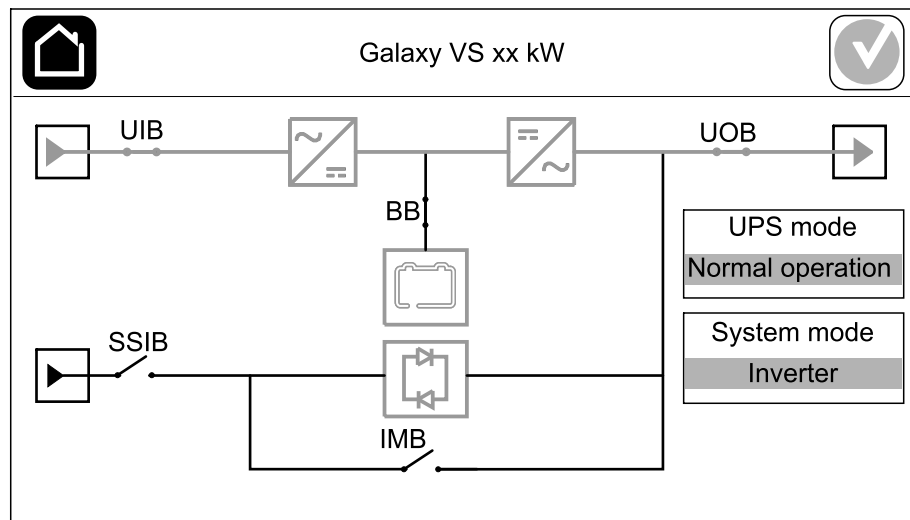 Galaxy VS xx kW
UIB
UOB
BB
UPS mode
Normal operation
SSIB
System mode
Inverter
IMB